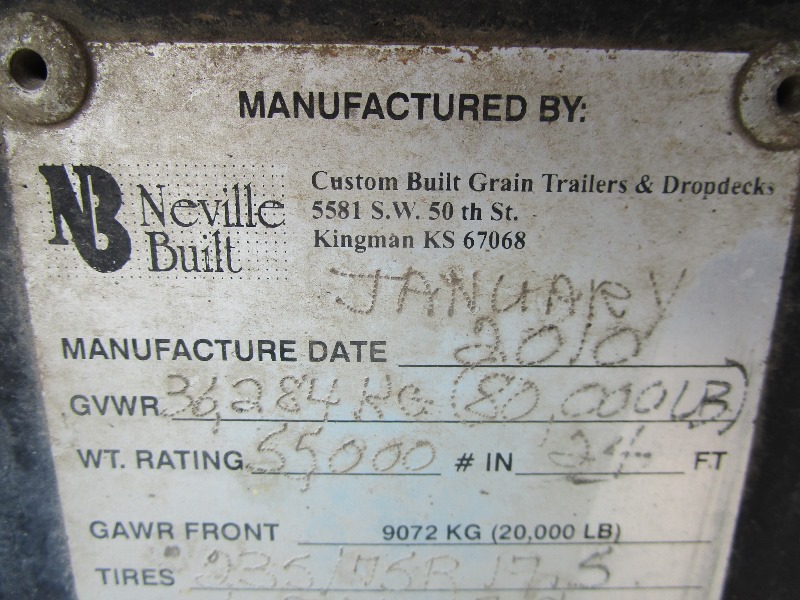 MANUFACTURED BY:
NB Neville Built
Custom Built Grain Trailers & Dropdecks
5581 S.W. 50 th St.
Kingman KS 67068
JANUARY
MANUFACTURE DATE 2010
GVWR 36,284 KG (80,000 LB)
WT. RATING 55000 # IN 24 FT
GAWR FRONT 9072 KG (20,000 LB)
TIRES 235/75R 17.5